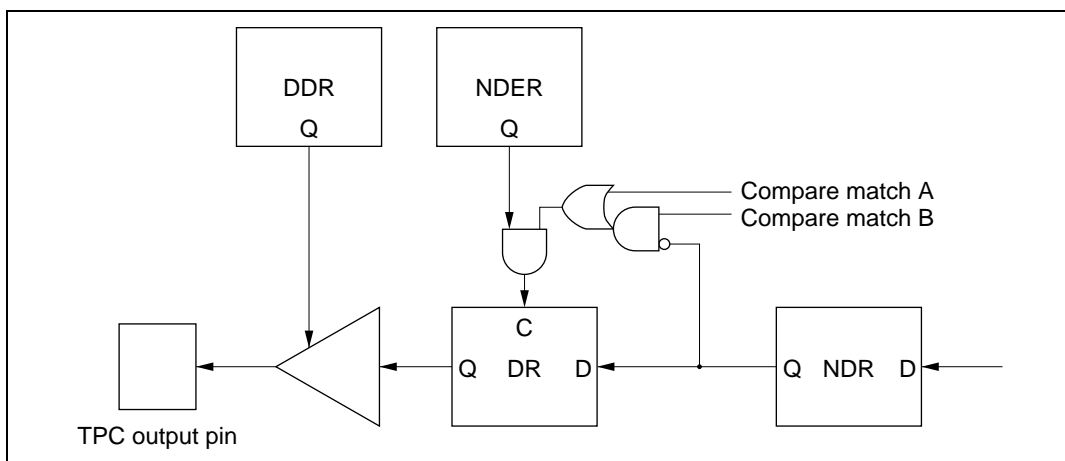 DDR
Q
NDER
Q
Compare match A
Compare match B
C
Q DR D
Q NDR D
TPC output pin